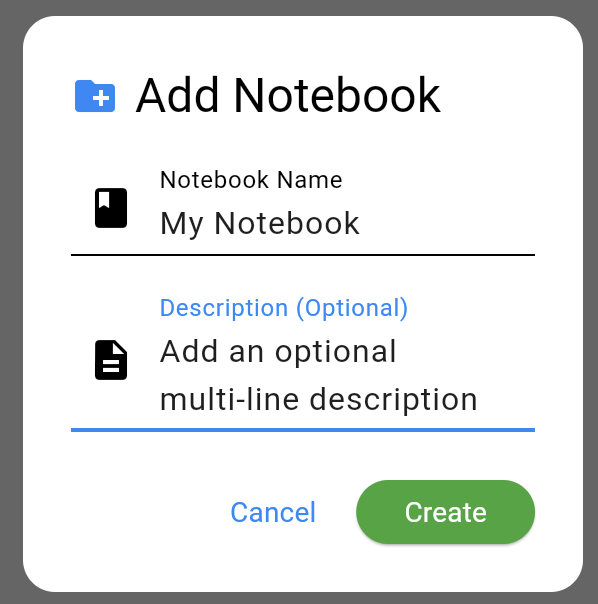 Add Notebook
Notebook Name
My Notebook
Description (Optional)
Add an optional
multi-line description
Cancel Create